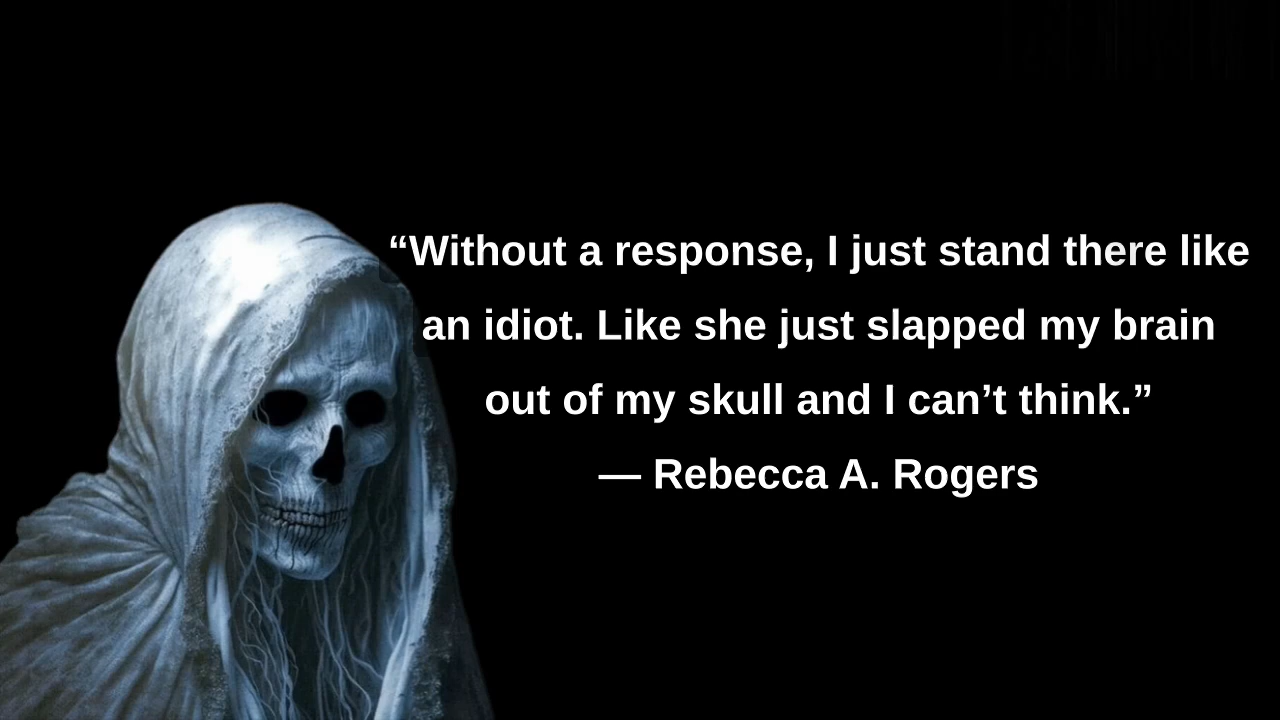 “Without a response, I just stand there like
an idiot. Like she just slapped my brain
out of my skull and I can’t think.”
— Rebecca A. Rogers